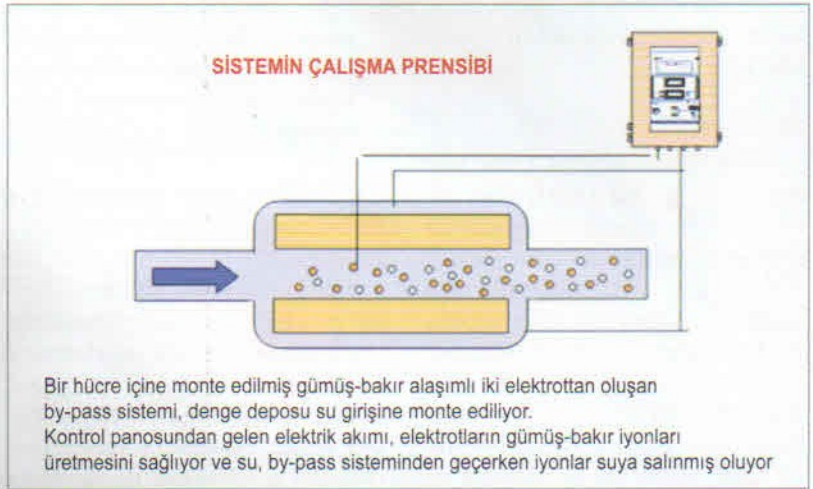 SİSTEMİN ÇALIŞMA PRENSİBİ
Bir hücre içine monte edilmiş gümüş-bakır alaşımlı iki elektrottan oluşan
by-pass sistemi, denge deposu su girişine monte ediliyor.
Kontrol panosundan gelen elektrik akımı, elektrotların gümüş-bakır iyonları
üretmesini sağlıyor ve su, by-pass sisteminden geçerken iyonlar suya salınmış oluyor